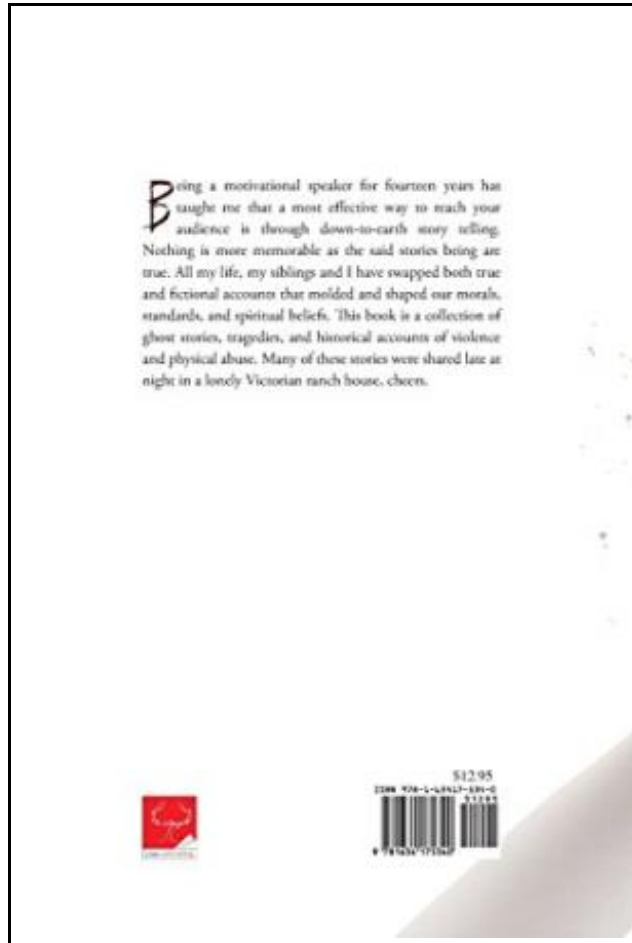 Being a motivational speaker for fourteen years has
taught me that a most effective way to reach your
audience is through down-to-earth story telling.
Nothing is more memorable as the said stories being are
true. All my life, my siblings and I have swapped both true
and fictional accounts that molded and shaped our morals,
standards, and spiritual beliefs. This book is a collection of
ghost stories, tragedies, and historical accounts of violence
and physical abuse. Many of these stories were shared late at
night in a lonely Victorian ranch house, cheers.
$12.95
ISBN
51295